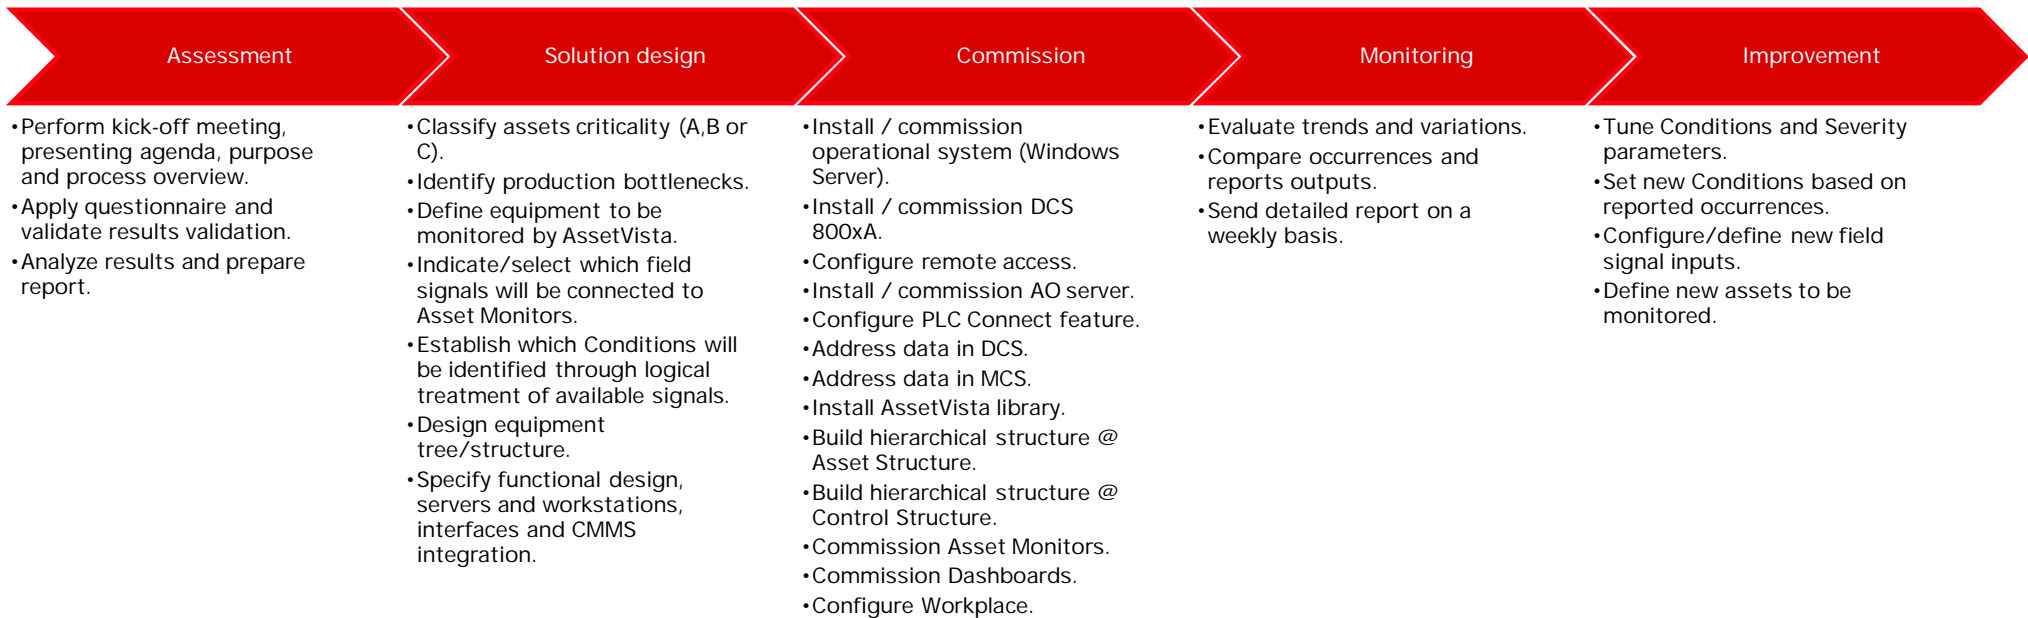 Assessment
Solution design
Commission
Monitoring
Improvement
•Perform kick-off meeting,
presenting agenda, purpose
and process overview.
•Apply questionnaire and
validate results validation.
•Analyze results and prepare
report.
•Classify assets criticality (A,B or
C).
•Identify production bottlenecks.
•Define equipment to be
monitored by AssetVista.
•Indicate/select which field
signals will be connected to
Asset Monitors.
•Establish which Conditions will
be identified through logical
treatment of available signals.
•Design equipment
tree/structure.
•Specify functional design,
servers and workstations,
interfaces and CMMS
integration.
•Install / commission
operational system (Windows
Server).
•Install / commission DCS
800xA.
•Configure remote access.
•Install / commission AO server.
•Configure PLC Connect feature.
•Address data in DCS.
•Address data in MCS.
•Install AssetVista library.
•Build hierarchical structure @
Asset Structure.
•Build hierarchical structure @
Control Structure.
•Commission Asset Monitors.
•Commission Dashboards.
•Configure Workplace.
•Evaluate trends and variations.
•Compare occurrences and
reports outputs.
•Send detailed report on a
weekly basis.
•Tune Conditions and Severity
parameters.
•Set new Conditions based on
reported occurrences.
•Configure/define new field
signal inputs.
•Define new assets to be
monitored.